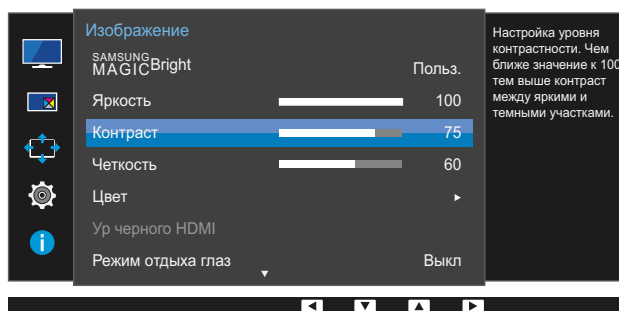 Изображение
SAMSUNG
MAGICBright Польз.
Яркость 100
Контраст 75
Четкость 60
Цвет
Ур черного HDMI
Режим отдыха глаз Выкл
Настройка уровня
контрастности. Чем
ближе значение к 100
тем выше контраст
между яркими и
темными участками.